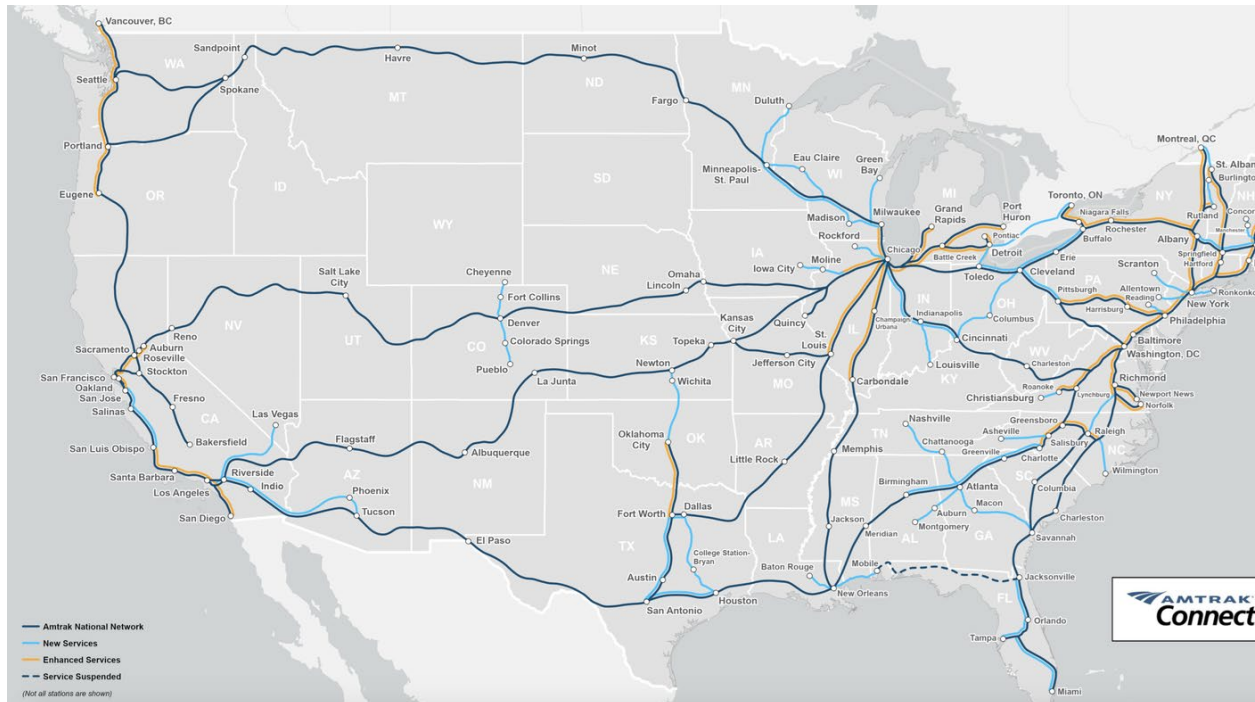 Vancouver, BC
Sandpoint
WA
Seattle
Spokane
Havre
Minot
MT
ND
MN
Fargo
Duluth
Portland
Montreal, QC
St. Alban
Burlington
Eau Claire
Green
Bay
Minneapolis-
St. Paul
WI
MI
NY
NH
Eugene
OR
ID
SD
Toronto, ON
Port
Huron
Grand
Rapids
Niagara Falls
Rutland
Concor
Manchester
Madison
Milwaukee
Pontiac
Rochester
Albany
WY
Rockford
Chicago
Battle Creek
Detroit
Buffalo
Springfield
Hartford
IA
Moline
Iowa City
Toledo
Cleveland
Erie
Scranton
PA
Cheyenne
NE
Omaha
Lincoln
Salt Lake
City
Fort Collins
Pittsburgh
Allentown
Reading
Ronkonko
New York
Harrisburg
IN
OH
Columbus
Philadelphia
NV
Reno
Denver
Quincy
IL
Champaign
Urbana
Indianapolis
Kansas
City
St.
Louis
Cincinnati
Baltimore
Washington, DC
Sacramento
Auburn
Roseville
Stockton
UT
CO
Colorado Springs
KS
Topeka
Jefferson City
WV
Charleston
Pueblo
Newton
MO
Louisville
KY
Richmond
San Francisco
Oakland
San Jose
Salinas
La Junta
Wichita
Carbondale
Roanoke
Christiansburg
Lynchburg
Newport News
Norfolk
Fresno
CA
Las Vegas
Nashville
Greensboro
Raleigh
Bakersfield
Flagstaff
Albuquerque
Oklahoma
City
OK
AR
TN
Memphis
Chattanooga
Asheville
Greenville
Salisbury
Charlotte
NC
San Luis Obispo
Little Rock
Wilmington
Santa Barbara
Riverside
Los Angeles
Indio
AZ
Phoenix
NM
Birmingham
Atlanta
SC
Columbia
San Diego
Tucson
Fort Worth
Dallas
MS
Macon
Auburn
Montgomery
Charleston
El Paso
TX
LA
Jackson
Meridian
AL
GA
Savannah
College Station-
Bryan
Baton Rouge
Mobile
Austin
Jacksonville
San Antonio
Houston
New Orleans
FL
AMTRAK
Connect
Orlando
Tampa
Miami
Amtrak National Network
New Services
Enhanced Services
Service Suspended
(Not all stations are shown)